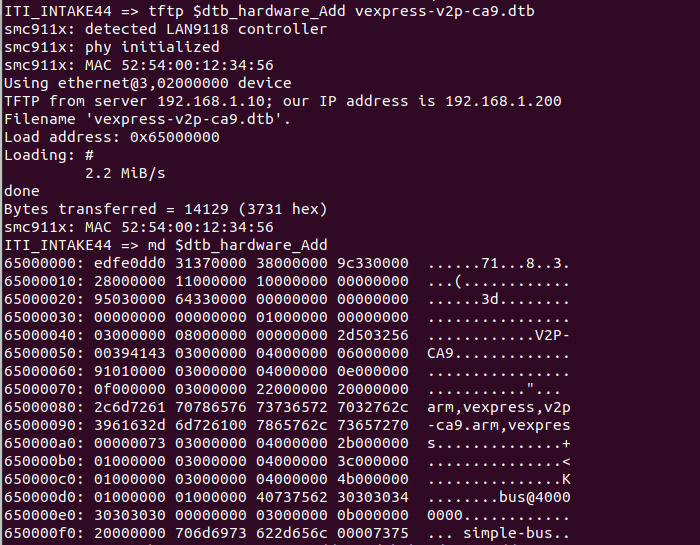 ITI_INTAKE44 => tftp $dtb_hardware_Add vexpress-v2p-ca9.dtb
smc911x: detected LAN9118 controller
smc911x: phy initialized
smc911x: MAC 52:54:00:12:34:56
Using ethernet@3,02000000 device
TFTP from server 192.168.1.10; our IP address is 192.168.1.200
Filename 'vexpress-v2p-ca9.dtb'.
Load address: 0x65000000
Loading: #
         2.2 MiB/s
done
Bytes transferred = 14129 (3731 hex)
smc911x: MAC 52:54:00:12:34:56
ITI_INTAKE44 => md $dtb_hardware_Add
65000000: edfe0dd0 31370000 38000000 9c330000  ......71...8..3.
65000010: 28000000 11000000 10000000 00000000  ...(............
65000020: 95030000 64330000 00000000 00000000  ......3d........
65000030: 00000000 00000000 01000000 00000000  ................
65000040: 03000000 08000000 00000000 2d503256  ............V2P-
65000050: 00394143 03000000 04000000 06000000  CA9.............
65000060: 91010000 03000000 04000000 0e000000  ................
65000070: 0f000000 03000000 22000000 20000000  ..........."... 
65000080: 2c6d7261 70786576 73736572 7032762c  arm,vexpress,v2p
65000090: 3961632d 6d726100 7865762c 73657270  -ca9.arm,vexpres
650000a0: 00000073 03000000 04000000 2b000000  s..............+
650000b0: 01000000 03000000 04000000 3c000000  ...............<
650000c0: 01000000 03000000 04000000 4b000000  ...............K
650000d0: 01000000 01000000 40737562 30303034  ........bus@4000
650000e0: 30303030 00000000 03000000 0b000000  0000............
650000f0: 20000000 706d6973 622d656c 00007375  ... simple-bus..